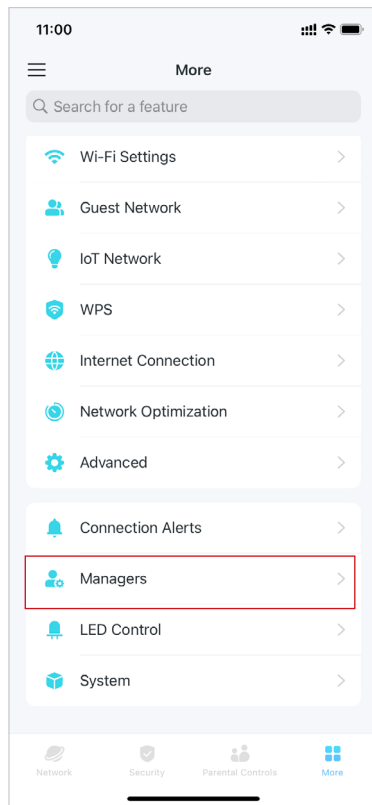 11:00
More
Search for a feature
Wi-Fi Settings
Guest Network
IoT Network
WPS
Internet Connection
Network Optimization
Advanced
Connection Alerts
Managers
LED Control
System
Network Security Parental Controls More